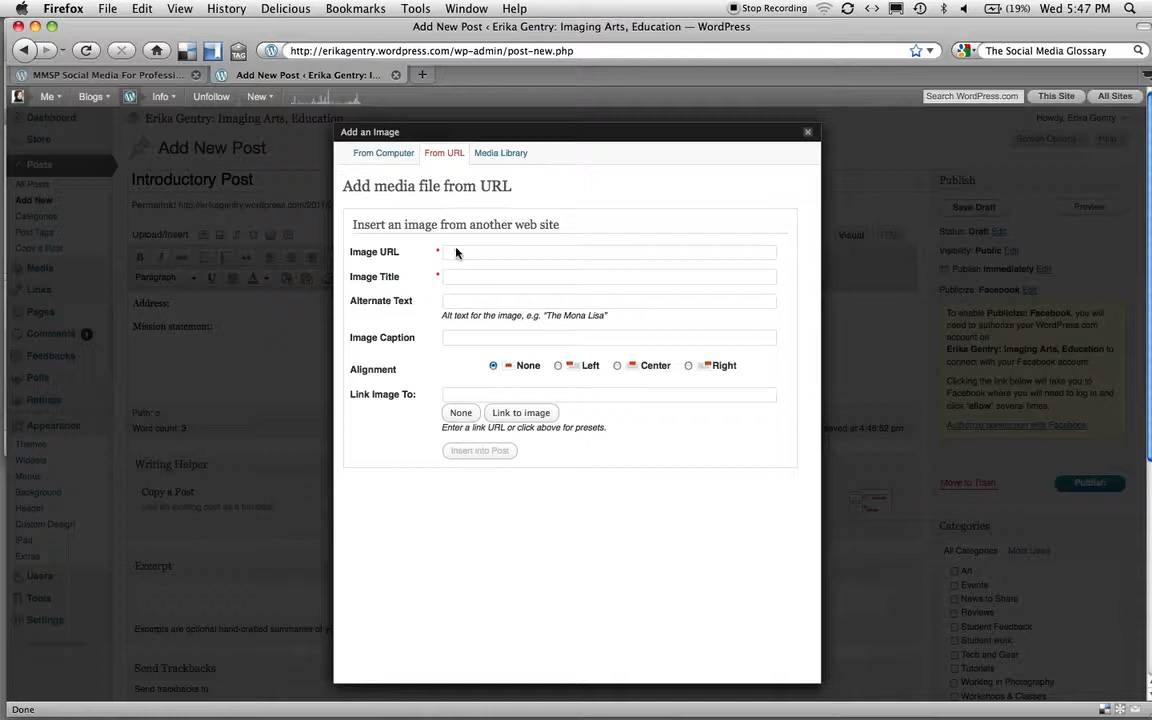 Firefox File Edit View History Delicious Bookmarks Tools Window Help Stop Recording (19%) Wed 5:47 PM
Add New Post ‹ Erika Gentry: Imaging Arts, Education — WordPress
http://erikagentry.wordpress.com/wp-admin/post-new.php The Social Media Glossary
MMSP Social Media For Professi... Add New Post ‹ Erika Gentry: I...
Me Blogs Info Unfollow New Search WordPress.com This Site All Sites
Dashboard Erika Gentry: Imaging Arts, Education Howdy, Erika Gentry
Store
Add New Post Screen Options Help
Add an Image
From Computer From URL Media Library
Add media file from URL
Insert an image from another web site
Image URL *
Image Title *
Alternate Text
Alt text for the image, e.g. "The Mona Lisa"
Image Caption
Alignment None Left Center Right
Link Image To:
None Link to image
Enter a link URL or click above for presets.
Insert into Post
Posts
All Posts
Add New
Categories
Post Tags
Copy a Post
Media
Links
Pages
Comments 1
Feedbacks
Polls
Ratings
Appearance
Themes
Widgets
Menus
Background
Header
Custom Design
iPad
Extras
Users
Tools
Settings
Introductory Post
Permalink: http://erikagentry.wordpress.com/2011/0
Upload/Insert Visual HTML
Paragraph
Address:
Mission statement:
Path: p
Word count: 3 saved at 4:46:52 pm
Writing Helper
Copy a Post
Use an existing post as a template.
Excerpt
Excerpts are optional hand-crafted summaries of y
Send Trackbacks
Send trackbacks to
Publish
Save Draft Preview
Status: Draft Edit
Visibility: Public Edit
Publish immediately Edit
Publicize: Facebook Edit
To enable Publicize: Facebook, you will
need to authorize your WordPress.com
account on
Erika Gentry: Imaging Arts, Education to
connect with your Facebook account.
Clicking the link below will take you to
Facebook where you will need to log in and
click "allow" several times.
Authorize connection with Facebook
Move to Trash Publish
Categories
All Categories Most Used
Art
Events
News to Share
Reviews
Student Feedback
Student work
Tech and Gear
Tutorials
Working in Photography
Workshops & Classes
Done